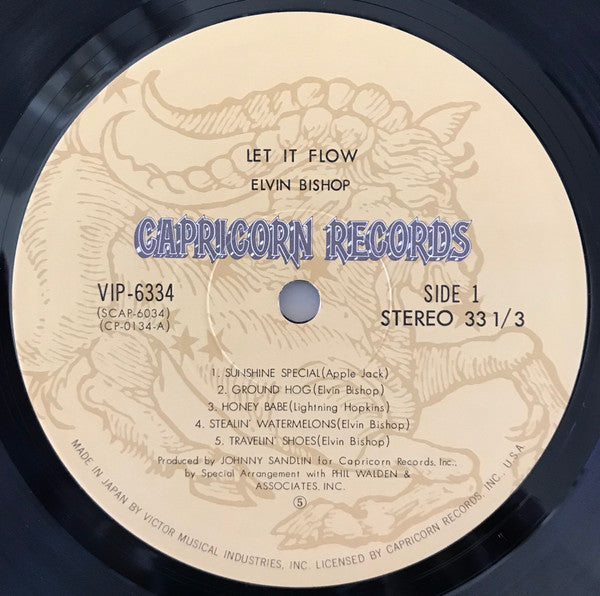 LET IT FLOW
ELVIN BISHOP
CAPRICORN RECORDS
VIP-6334
(SCAP-6034)
(CP-0134-A)
SIDE 1
STEREO 33 1/3
1. SUNSHINE SPECIAL(Apple Jack)
2. GROUND HOG(Elvin Bishop)
3. HONEY BABE(Lightning Hopkins)
4. STEALIN' WATERMELONS(Elvin Bishop)
5. TRAVELIN' SHOES(Elvin Bishop)
Produced by JOHNNY SANDLIN for Capricorn Records, Inc.,
by Special Arrangement with PHIL WALDEN &
ASSOCIATES, INC.
⑤
MADE IN JAPAN BY VICTOR MUSICAL INDUSTRIES, INC. LICENSED BY CAPRICORN RECORDS, INC., U.S.A.